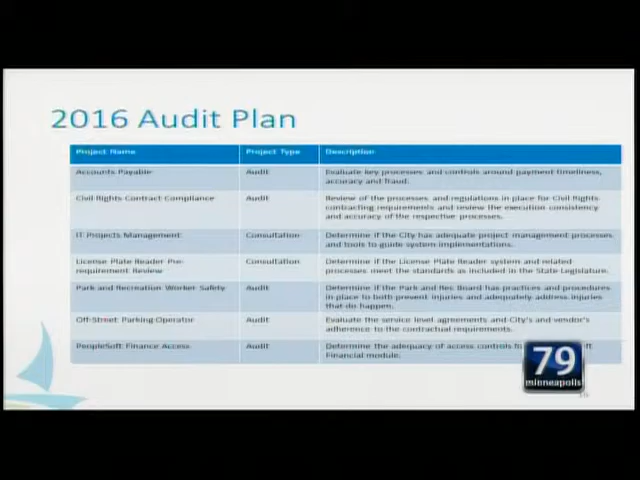 2016 Audit Plan
Project Name Project Type Description
Accounts Payable Audit Evaluate key processes and controls around payment timeliness,
accuracy and fraud.
Civil Rights Contract Compliance Audit Review of the processes and regulations in place for Civil Rights
contracting requirements and review the execution consistency
and accuracy of the respective processes.
IT Projects Management Consultation Determine if the City has adequate project management processes
and tools to guide system implementations.
License Plate Reader Pre- Consultation Determine if the License Plate Reader system and related
requirement Review processes meet the standards as included in the State Legislature.
Park and Recreation Worker Safety Audit Determine if the Park and Rec Board has practices and procedures
in place to both prevent injuries and adequately address injuries
that do happen.
Off-Street Parking Operator Audit Evaluate the service level agreements and City's and vendor's
adherence to the contractual requirements.
PeopleSoft Finance Access Audit Determine the adequacy of access controls
Financial module.
79
minneapolis